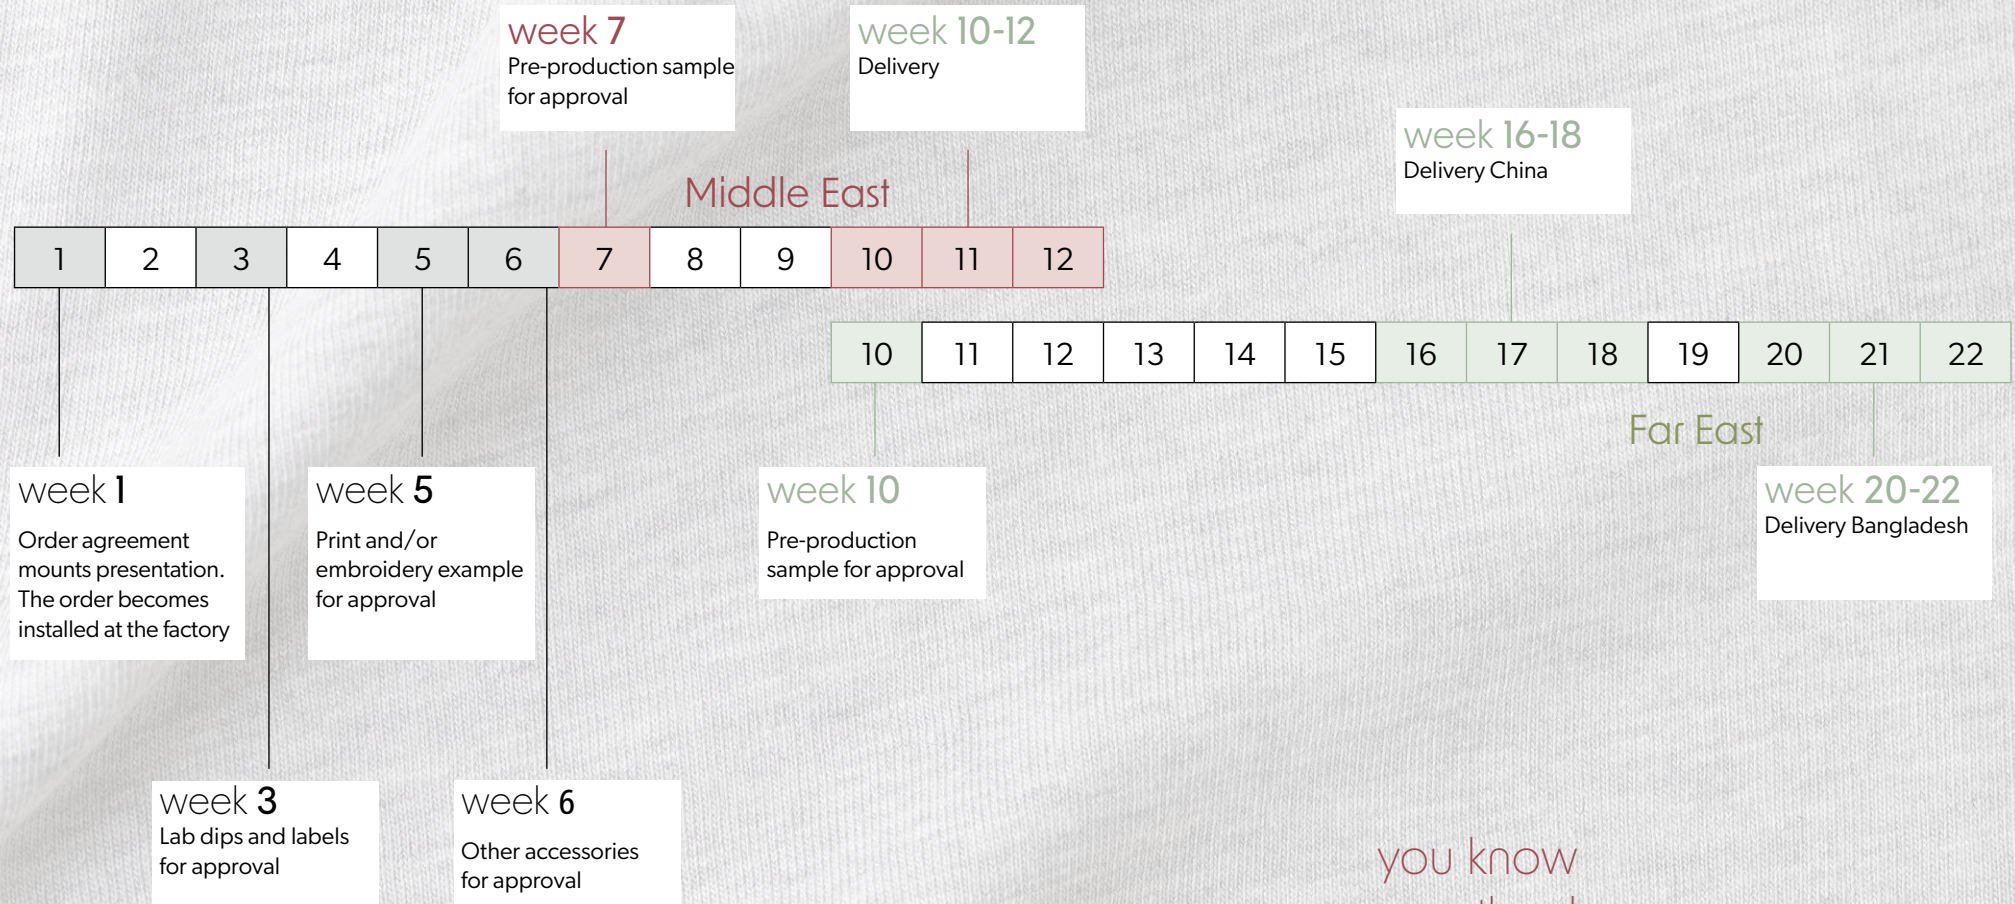 week 7
Pre-production sample
for approval
week 10-12
Delivery
week 16-18
Delivery China
Middle East
1 2 3 4 5 6 7 8 9 10 11 12
10 11 12 13 14 15 16 17 18 19 20 21 22
Far East
week 1
Order agreement
mounts presentation.
The order becomes
installed at the factory
week 5
Print and/or
embroidery example
for approval
week 10
Pre-production
sample for approval
week 20-22
Delivery Bangladesh
week 3
Lab dips and labels
for approval
week 6
Other accessories
for approval
you know